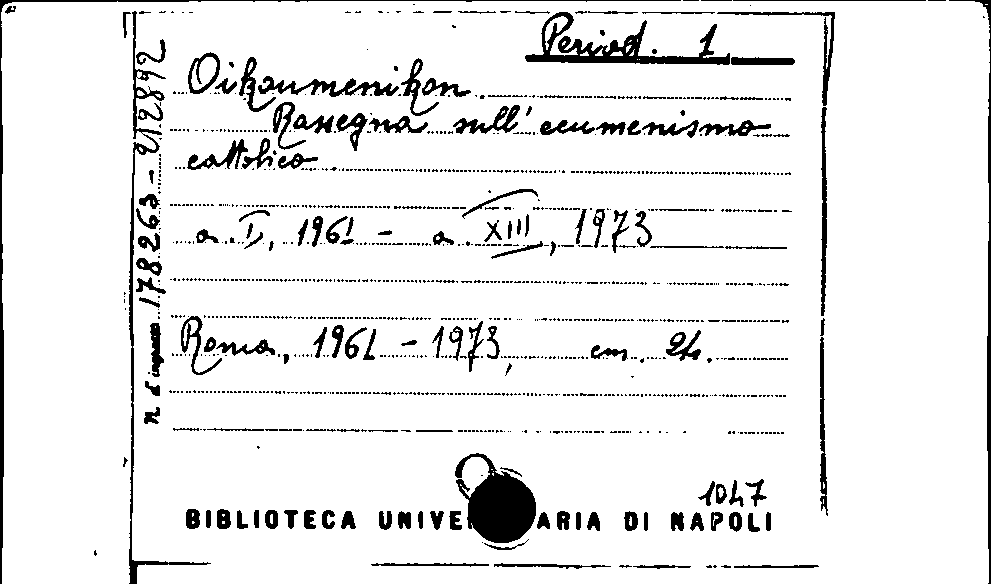 Period. 1
Oikoumenikon.
Rassegna sull' ecumenismo
cattolico.
a. I, 1961 - a. XIII, 1973
Roma, 1961 - 1973, cm. 24.
n. d'ingresso 178263 - 212892
1047
BIBLIOTECA UNIVE ARIA DI NAPOLI